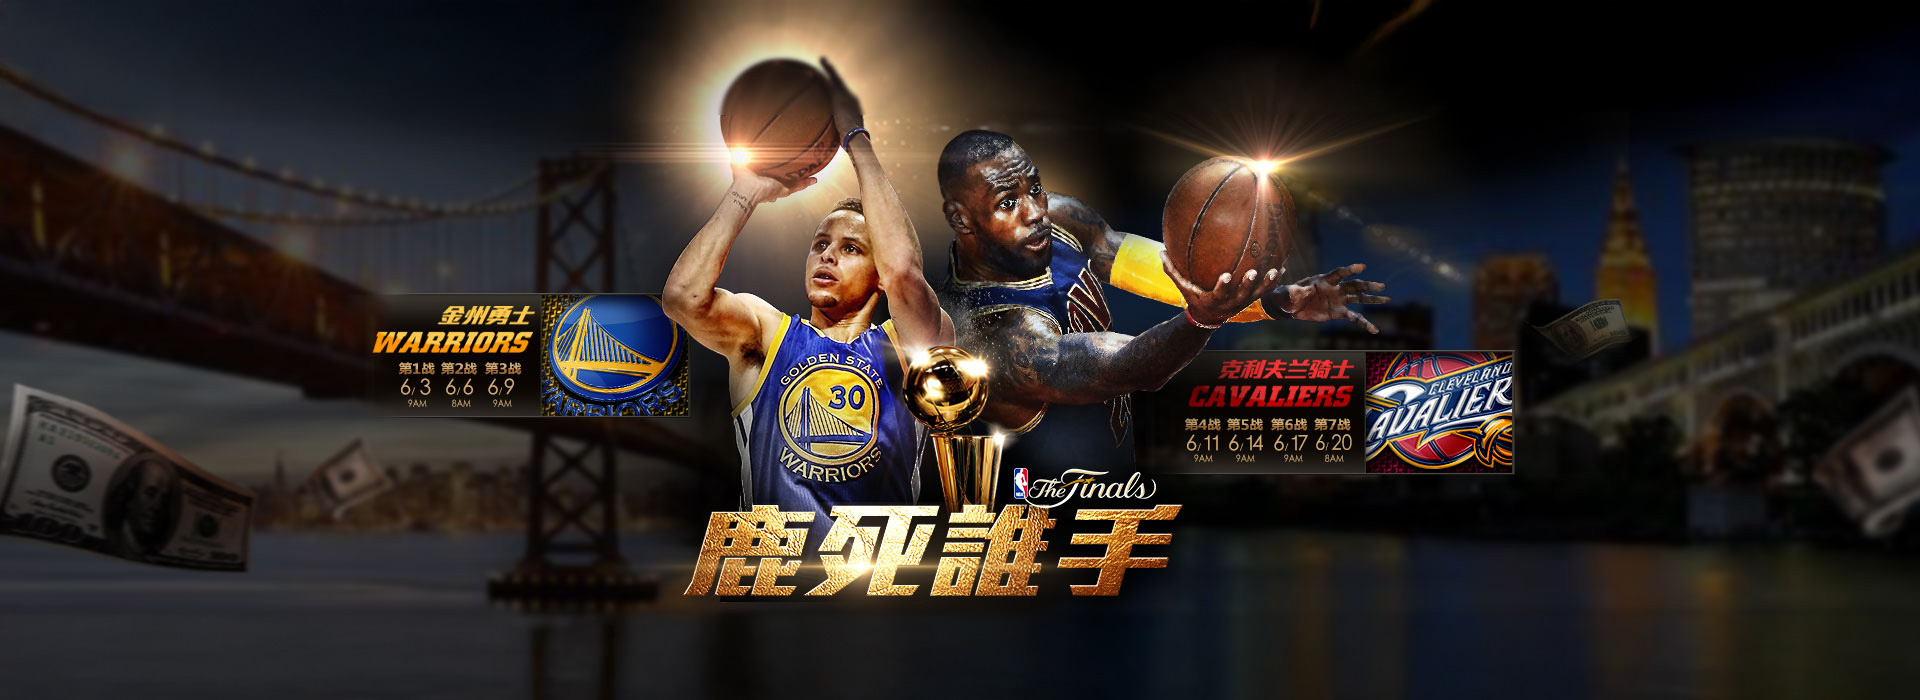 金州勇士
WARRIORS
第1战 第2战 第3战
6/3 6/6 6/9
9AM 8AM 9AM
WARRIORS
GOLDEN STATE
30
WARRIORS
CAV
克利夫兰骑士
CAVALIERS
第4战 第5战 第6战 第7战
6/11 6/14 6/17 6/20
9AM 9AM 9AM 8AM
CLEVELAND
CAVALIERS
NBA
The Finals
鹿死誰手
100